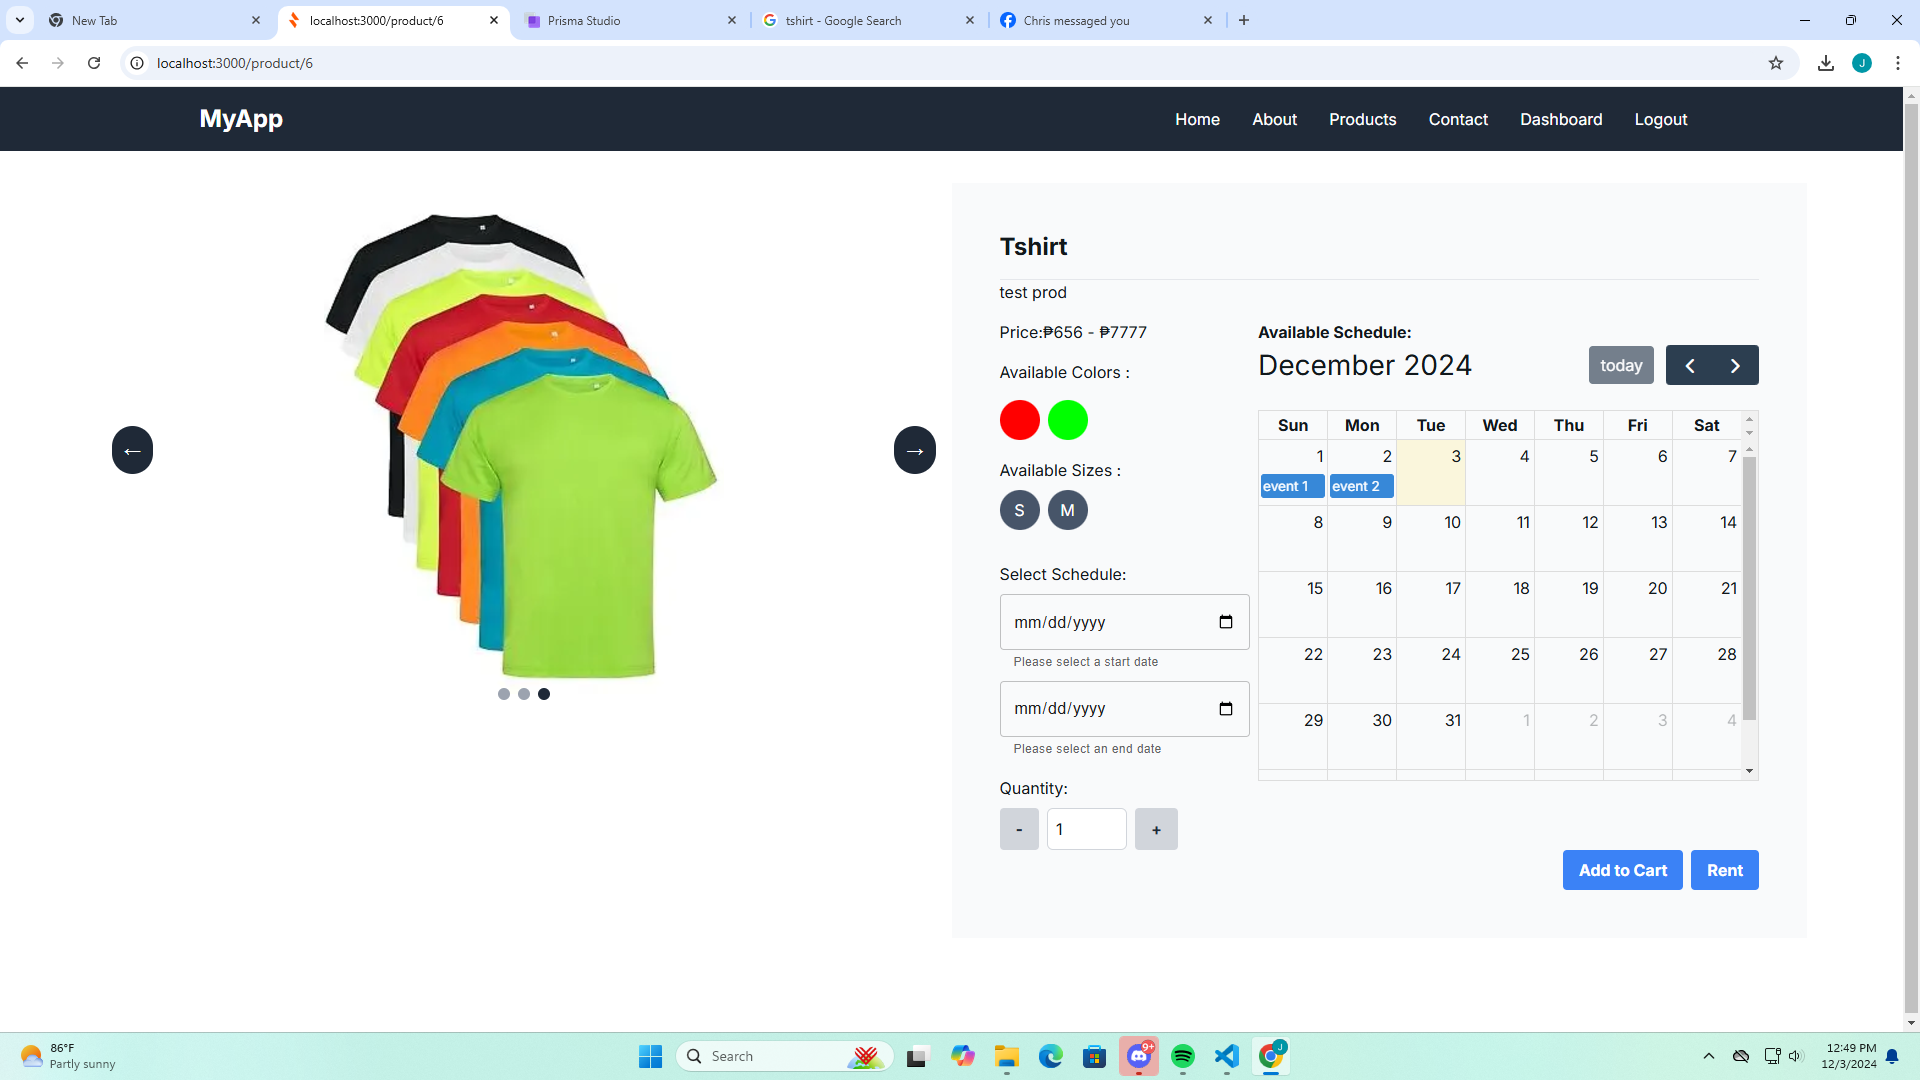 New Tab
localhost:3000/product/6
Prisma Studio
tshirt - Google Search
Chris messaged you
localhost:3000/product/6
J
MyApp
Home About Products Contact Dashboard Logout
Tshirt
test prod
Price:₱656 - ₱7777
Available Colors :
Available Sizes :
S M
Select Schedule:
mm/dd/yyyy
Please select a start date
mm/dd/yyyy
Please select an end date
Quantity:
- 1 +
Available Schedule:
December 2024
today
Sun Mon Tue Wed Thu Fri Sat
1 2 3 4 5 6 7
event 1 event 2
8 9 10 11 12 13 14
15 16 17 18 19 20 21
22 23 24 25 26 27 28
29 30 31 1 2 3 4
Add to Cart Rent
86°F
Partly sunny
Search
9+
J
12:49 PM
12/3/2024